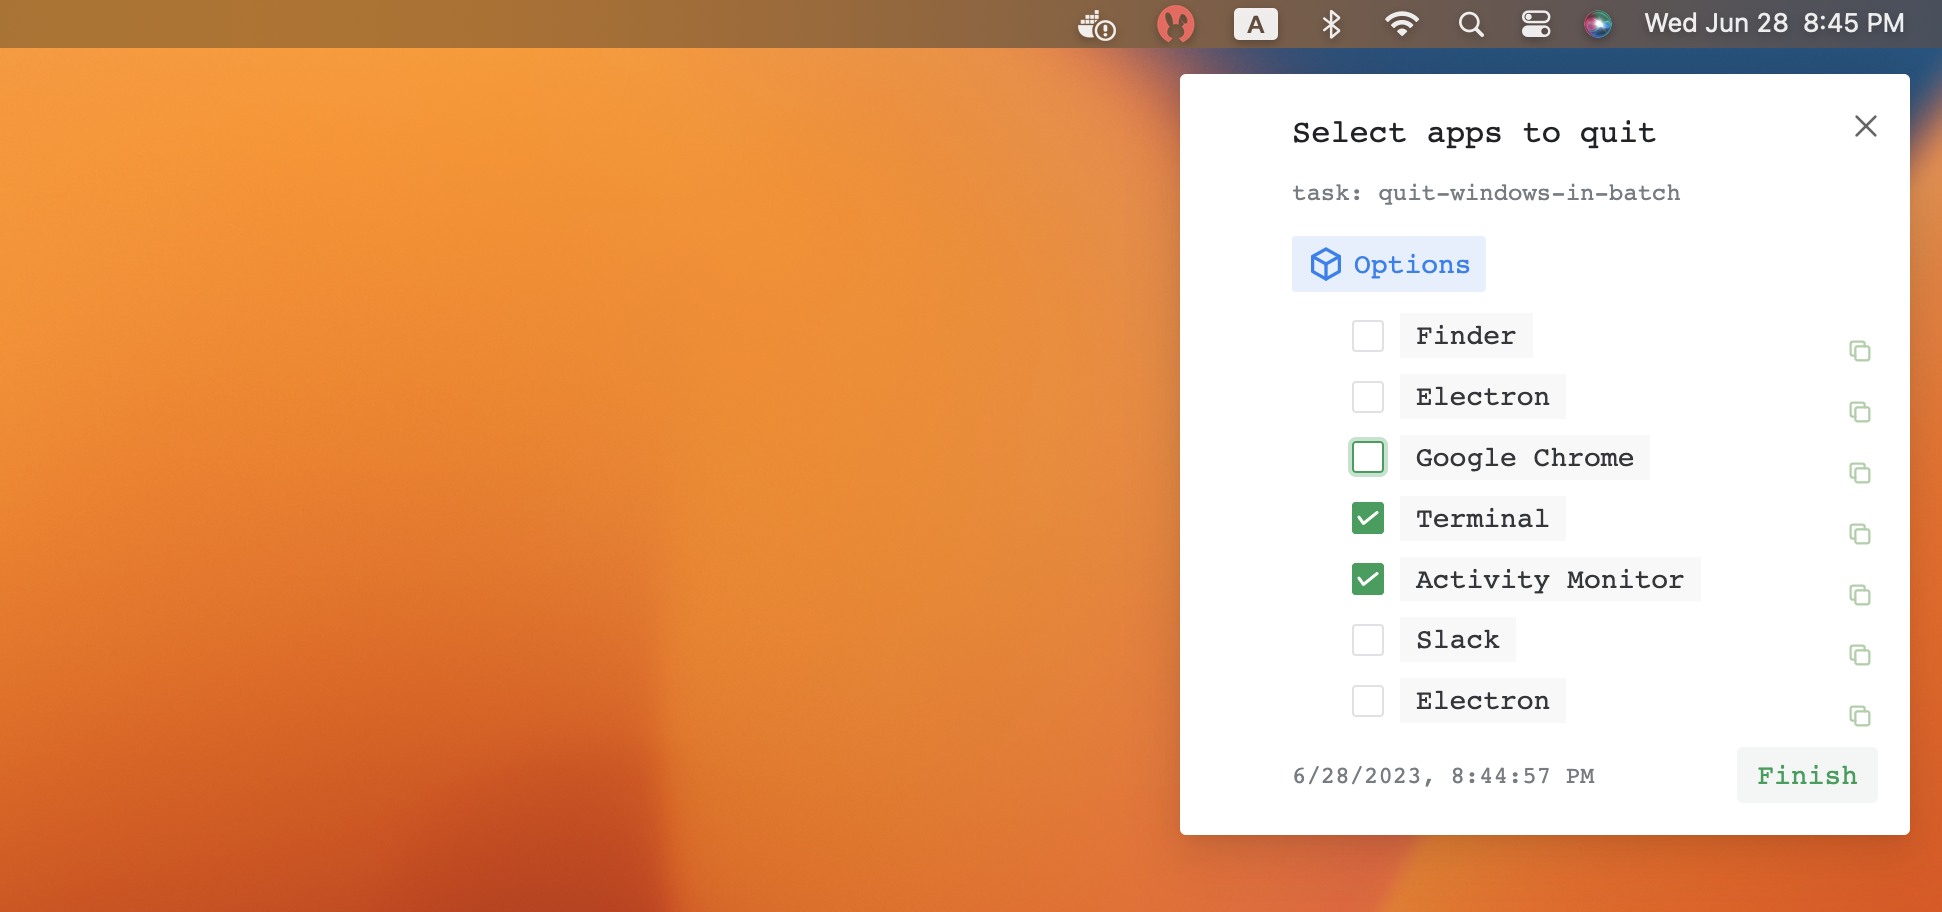 A
Wed Jun 28 8:45 PM
Select apps to quit
task: quit-windows-in-batch
Options
Finder
Electron
Google Chrome
Terminal
Activity Monitor
Slack
Electron
6/28/2023, 8:44:57 PM
Finish